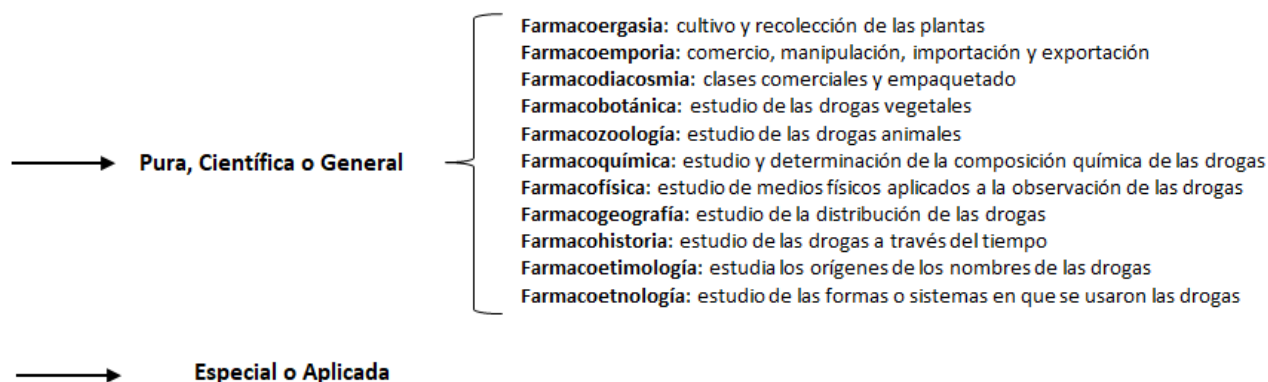 Farmacoergasia: cultivo y recolección de las plantas
Farmacoemporia: comercio, manipulación, importación y exportación
Farmacodiacosmia: clases comerciales y empaquetado
Farmacobotánica: estudio de las drogas vegetales
Farmacozoología: estudio de las drogas animales
Pura, Científica o General
Farmacoquímica: estudio y determinación de la composición química de las drogas
Farmacofísica: estudio de medios físicos aplicados a la observación de las drogas
Farmacogeografía: estudio de la distribución de las drogas
Farmacohistoria: estudio de las drogas a través del tiempo
Farmacoetimología: estudia los orígenes de los nombres de las drogas
Farmacoetnología: estudio de las formas o sistemas en que se usaron las drogas
Especial o Aplicada